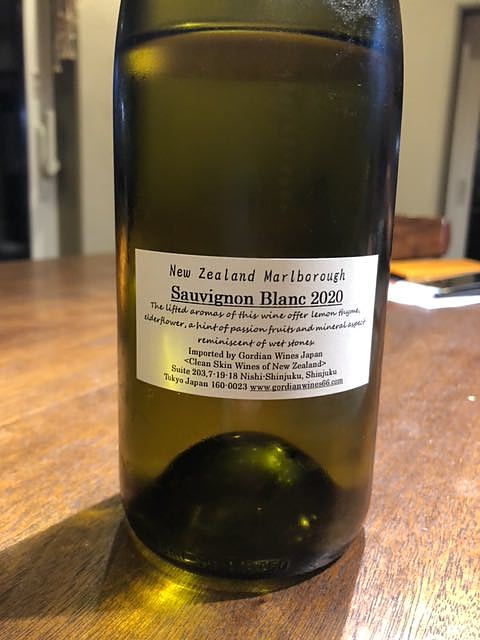 New Zealand Marlborough
Sauvignon Blanc 2020
The lifted aromas of this wine offer lemon thyme,
elderflower, a hint of passion fruits and mineral aspect
reminiscent of wet stones.
Imported by Gordian Wines Japan
<Clean Skin Wines of New Zealand>
Suite 203,7-19-18 Nishi-Shinjuku, Shinjuku
Tokyo Japan 160-0023 www.gordianwines66.com